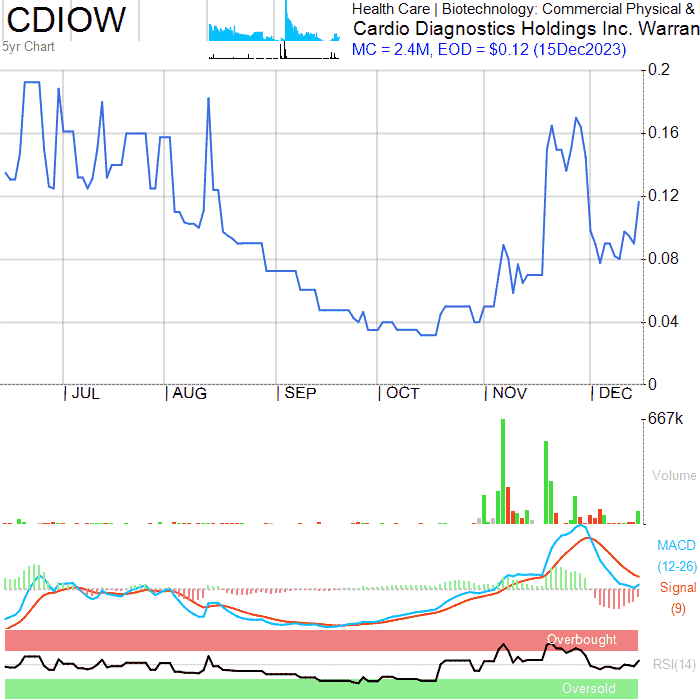 CDIOW
5yr Chart
Health Care | Biotechnology: Commercial Physical &
Cardio Diagnostics Holdings Inc. Warran
MC = 2.4M, EOD = $0.12 (15Dec2023)
0.2
0.16
0.12
0.08
0.04
0
| JUL | AUG | SEP | OCT | NOV | DEC
667k
Volume
MACD
(12-26)
Signal
(9)
Overbought
RSI(14)
Oversold